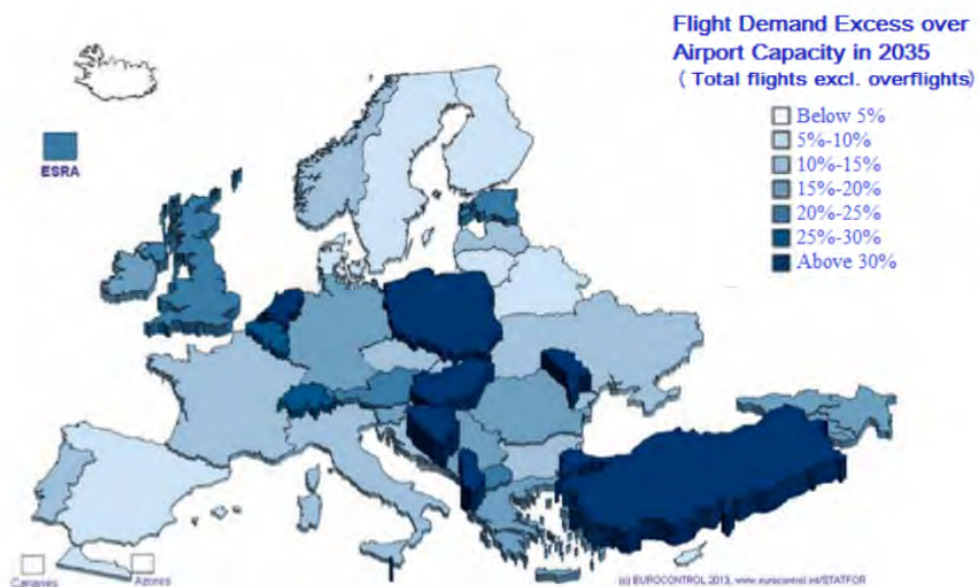 Flight Demand Excess over
Airport Capacity in 2035
( Total flights excl. overflights)
Below 5%
5%-10%
10%-15%
15%-20%
20%-25%
25%-30%
Above 30%
ESRA
Canaries
Azores
(c) EUROCONTROL 2013, www.eurocontrol.int/STATFOR